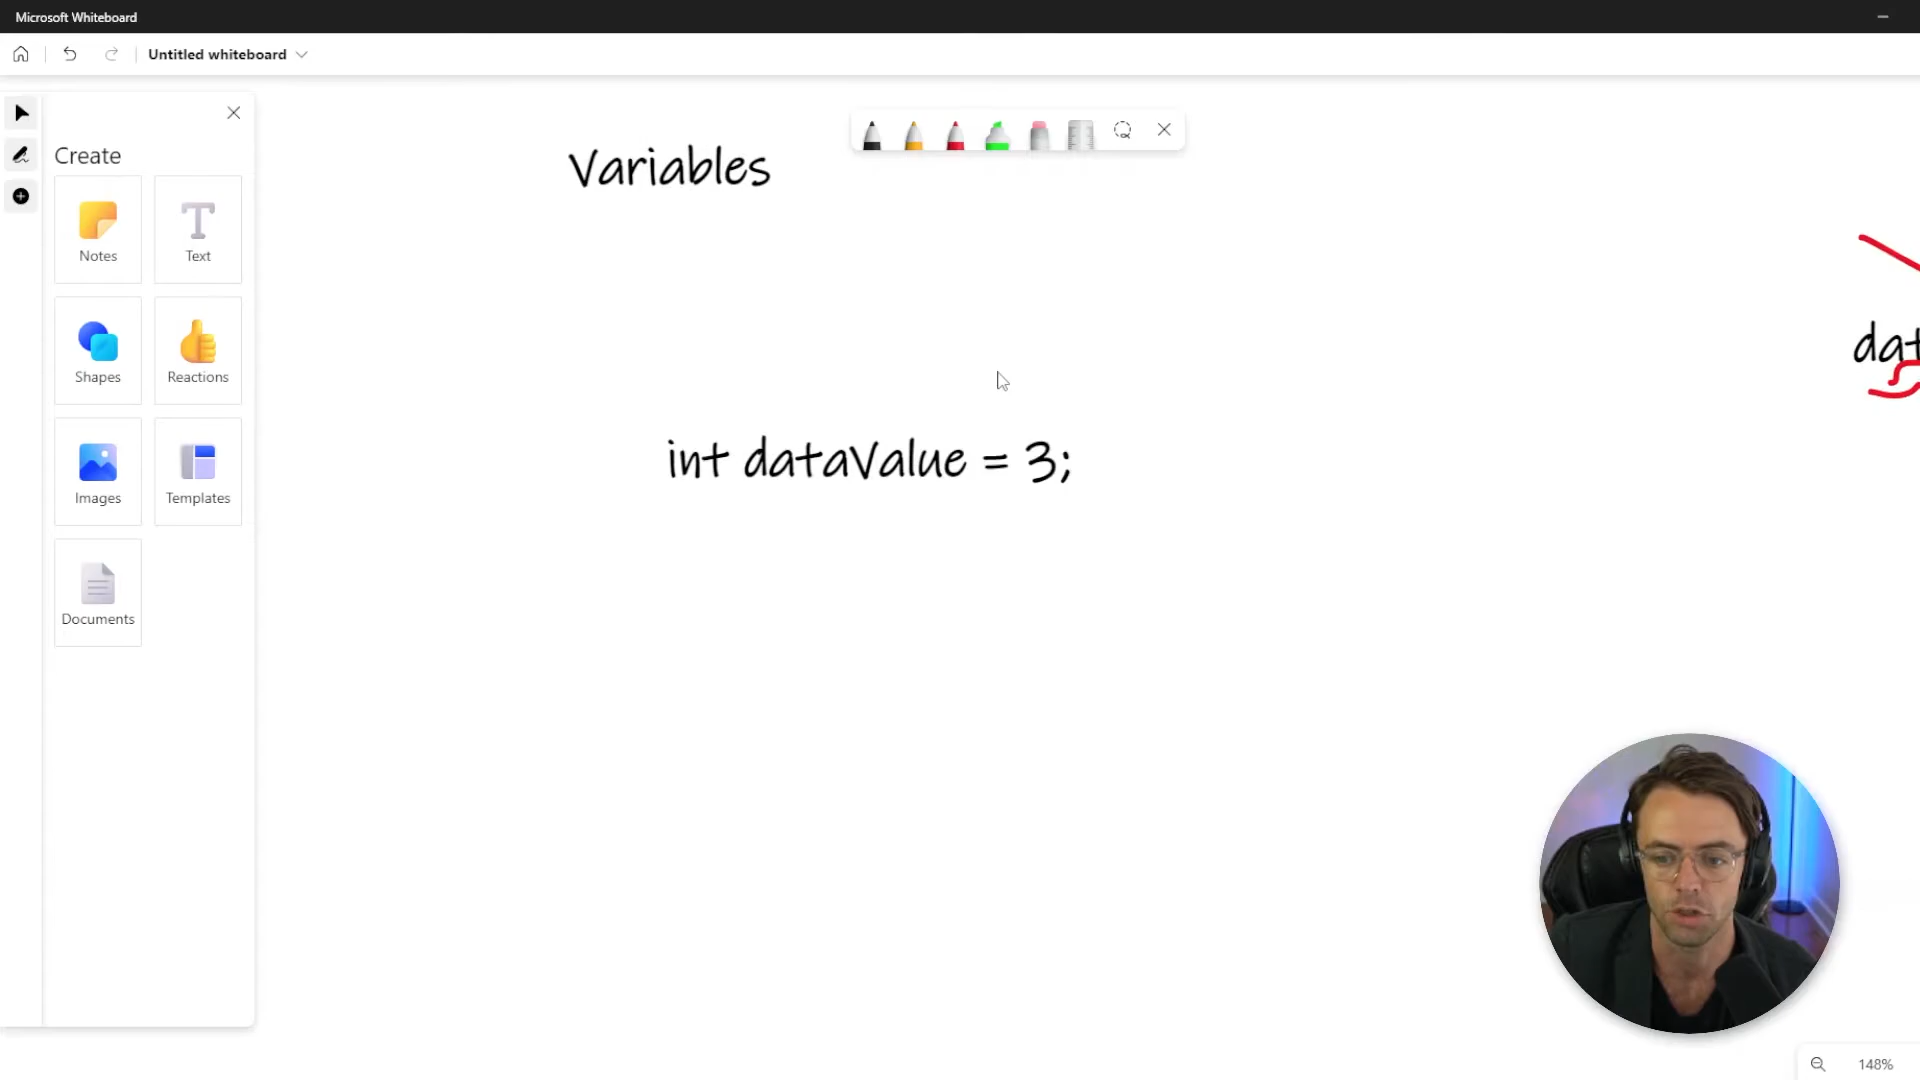 Microsoft Whiteboard
Untitled whiteboard
Create
Variables
Notes
Text
Shapes
Reactions
int dataValue = 3;
Images
Templates
Documents
148%